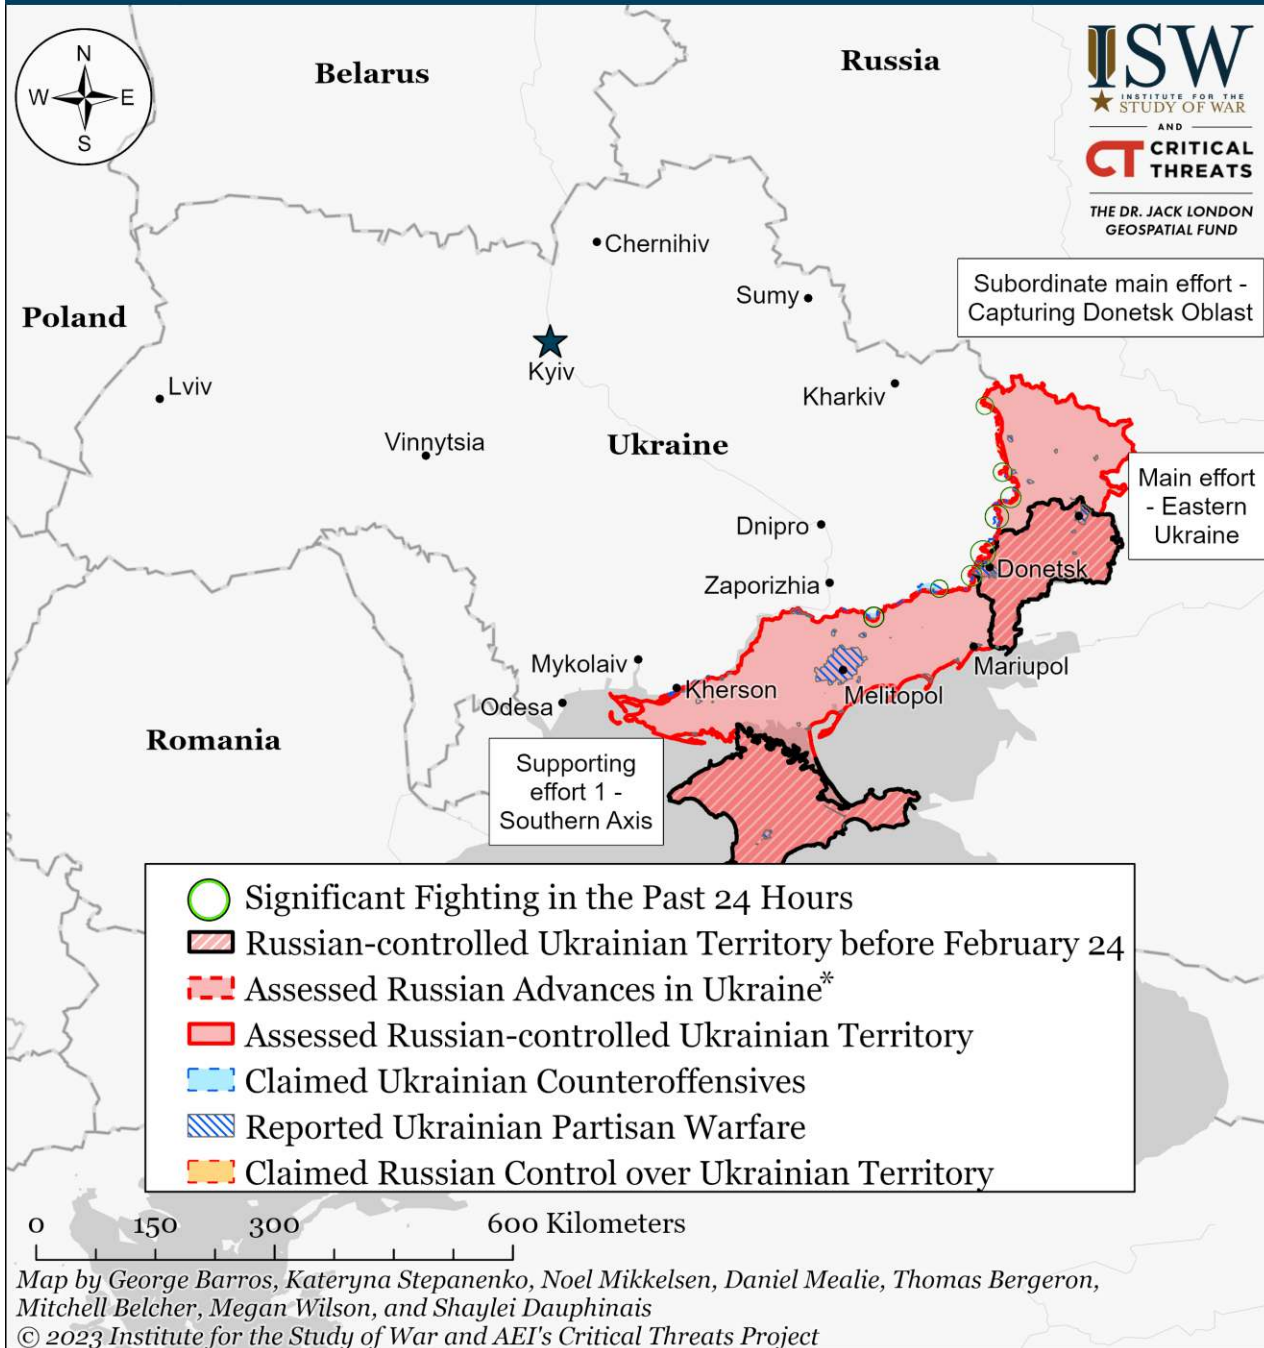 N
W
E
S
Belarus
Russia
ISW
INSTITUTE FOR THE
STUDY OF WAR
AND
CT CRITICAL
THREATS
THE DR. JACK LONDON
GEOSPATIAL FUND
Chernihiv
Sumy
Subordinate main effort -
Capturing Donetsk Oblast
Poland
Kyiv
Lviv
Kharkiv
Vinnytsia
Ukraine
Main effort
- Eastern
Ukraine
Dnipro
Donetsk
Zaporizhia
Mykolaiv
Mariupol
Kherson
Melitopol
Odesa
Romania
Supporting
effort 1 -
Southern Axis
Significant Fighting in the Past 24 Hours
Russian-controlled Ukrainian Territory before February 24
Assessed Russian Advances in Ukraine*
Assessed Russian-controlled Ukrainian Territory
Claimed Ukrainian Counteroffensives
Reported Ukrainian Partisan Warfare
Claimed Russian Control over Ukrainian Territory
0 150 300 600 Kilometers
Map by George Barros, Kateryna Stepanenko, Noel Mikkelsen, Daniel Mealie, Thomas Bergeron,
Mitchell Belcher, Megan Wilson, and Shaylei Dauphinais
© 2023 Institute for the Study of War and AEI's Critical Threats Project